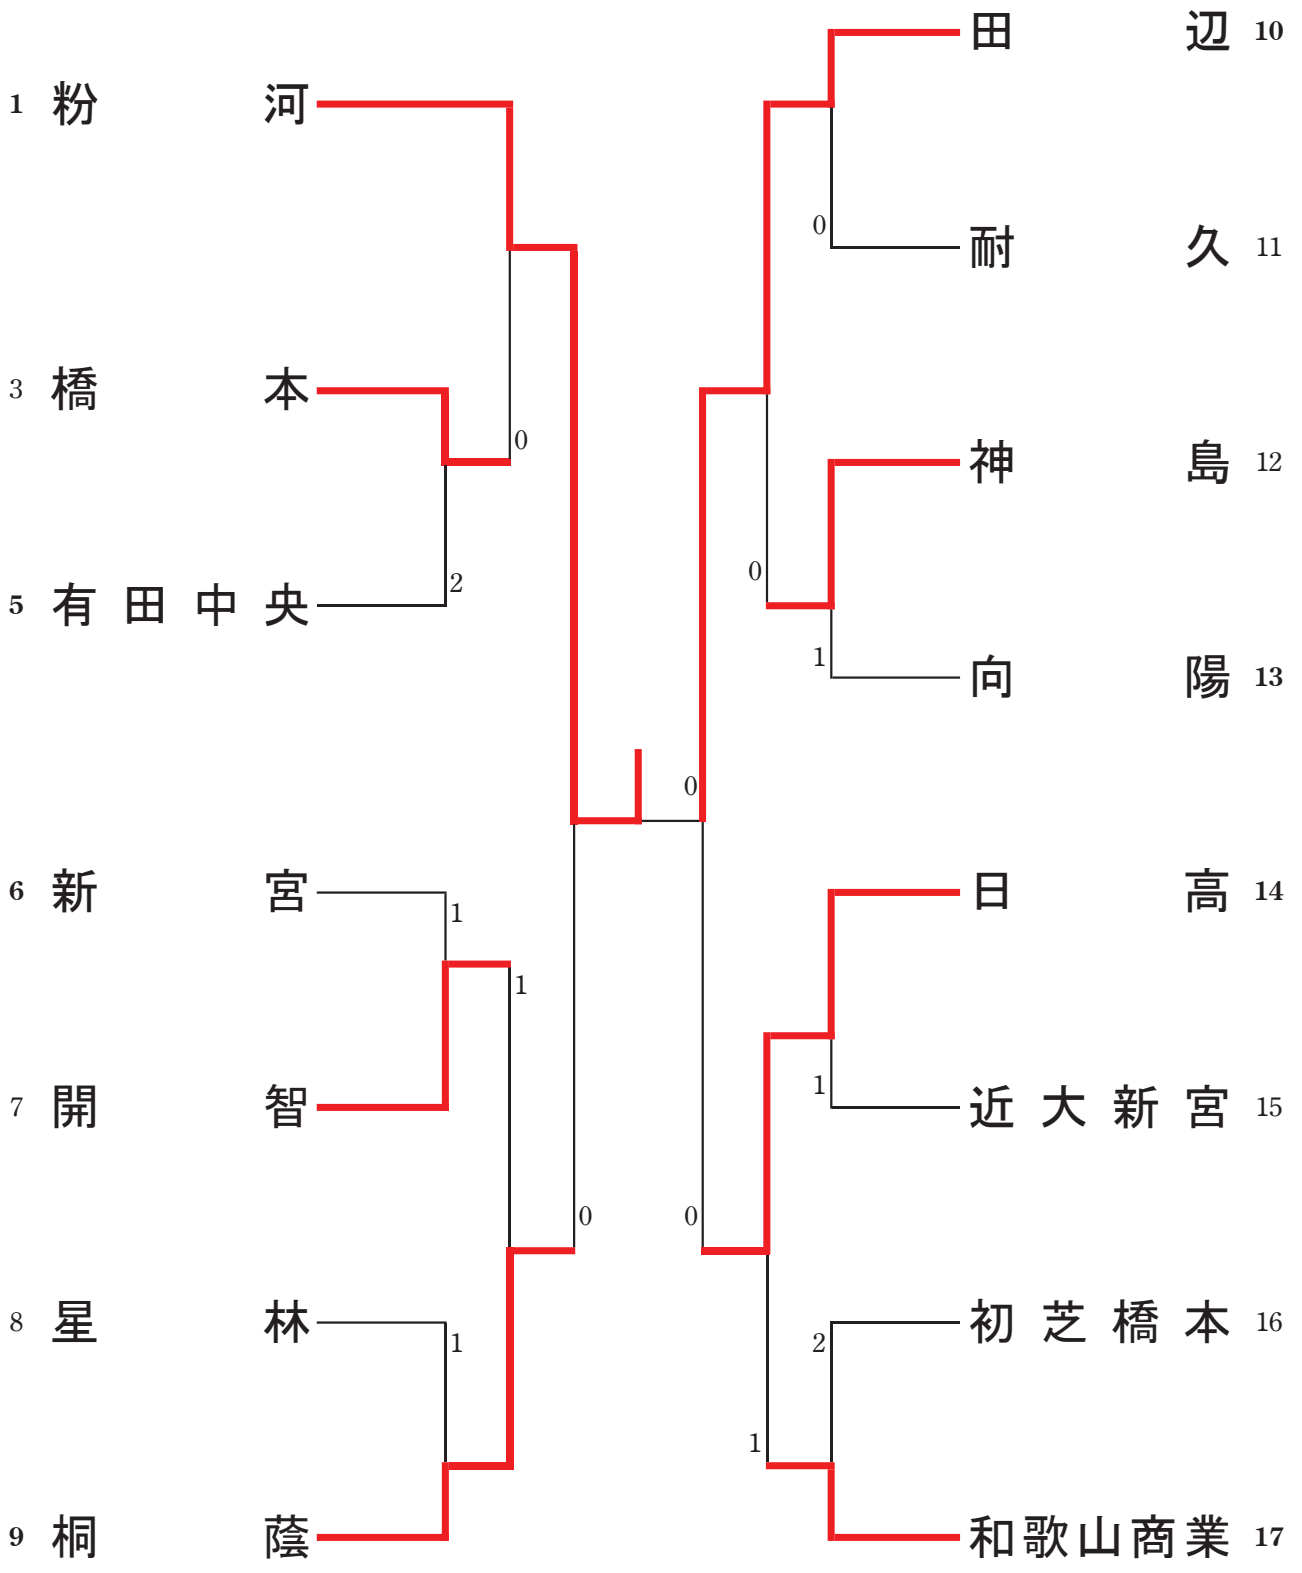 1 粉河
3 橋本
0
5 有田中央
2
6 新宮
1
1
7 開智
0
8 星林
1
9 桐蔭
田辺 10
0
耐久 11
神島 12
0
1
向陽 13
0
日高 14
1
近大新宮 15
0
初芝橋本 16
2
1
和歌山商業 17